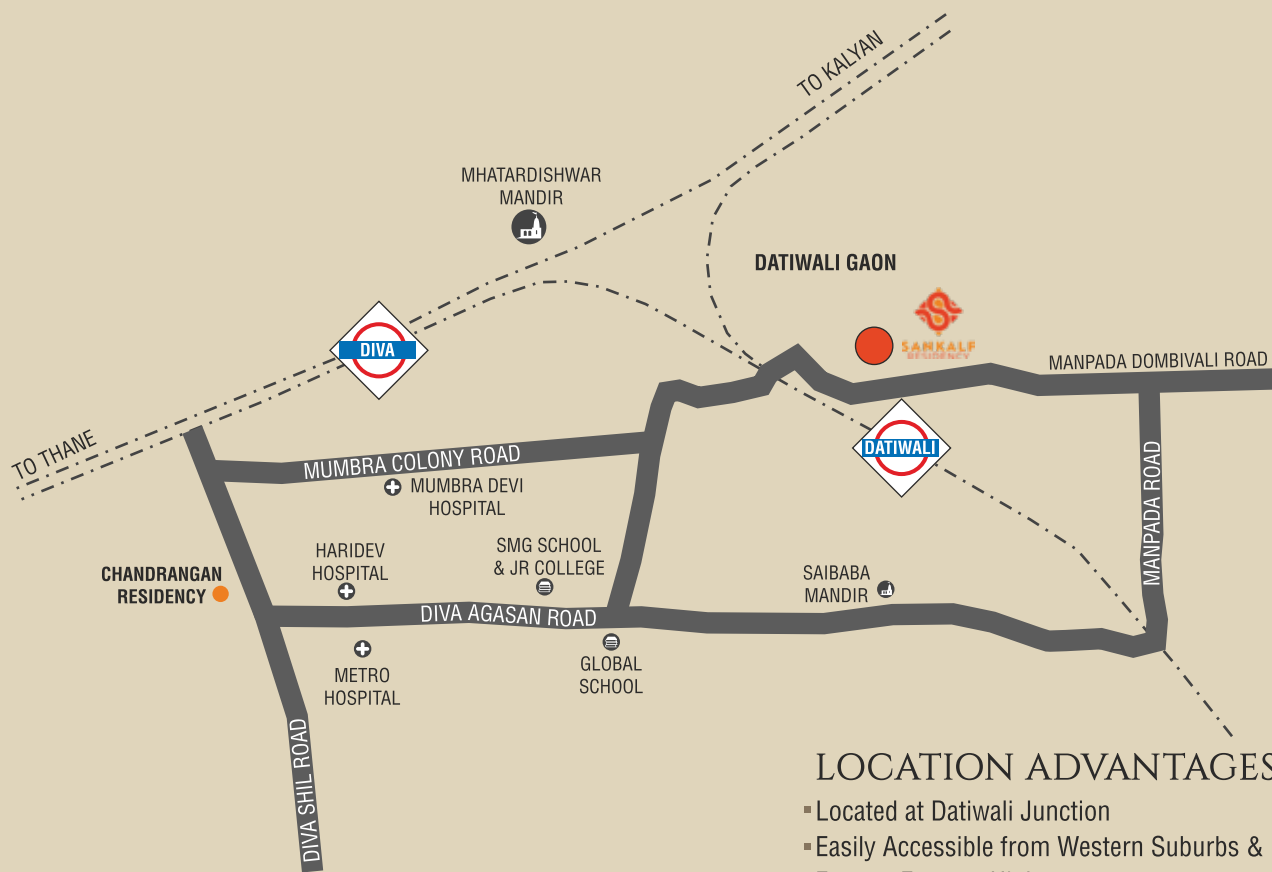 TO KALYAN
MHATARDISHWAR
MANDIR
DATIWALI GAON
SANKALP
RESIDENCY
DIVA
MANPADA DOMBIVALI ROAD
TO THANE
MUMBRA COLONY ROAD
DATIWALI
MUMBRA DEVI
HOSPITAL
MANPADA ROAD
HARIDEV
HOSPITAL
SMG SCHOOL
& JR COLLEGE
CHANDRANGAN
RESIDENCY
SAIBABA
MANDIR
DIVA AGASAN ROAD
METRO
HOSPITAL
GLOBAL
SCHOOL
DIVA SHIL ROAD
LOCATION ADVANTAGES
Located at Datiwali Junction
Easily Accessible from Western Suburbs &